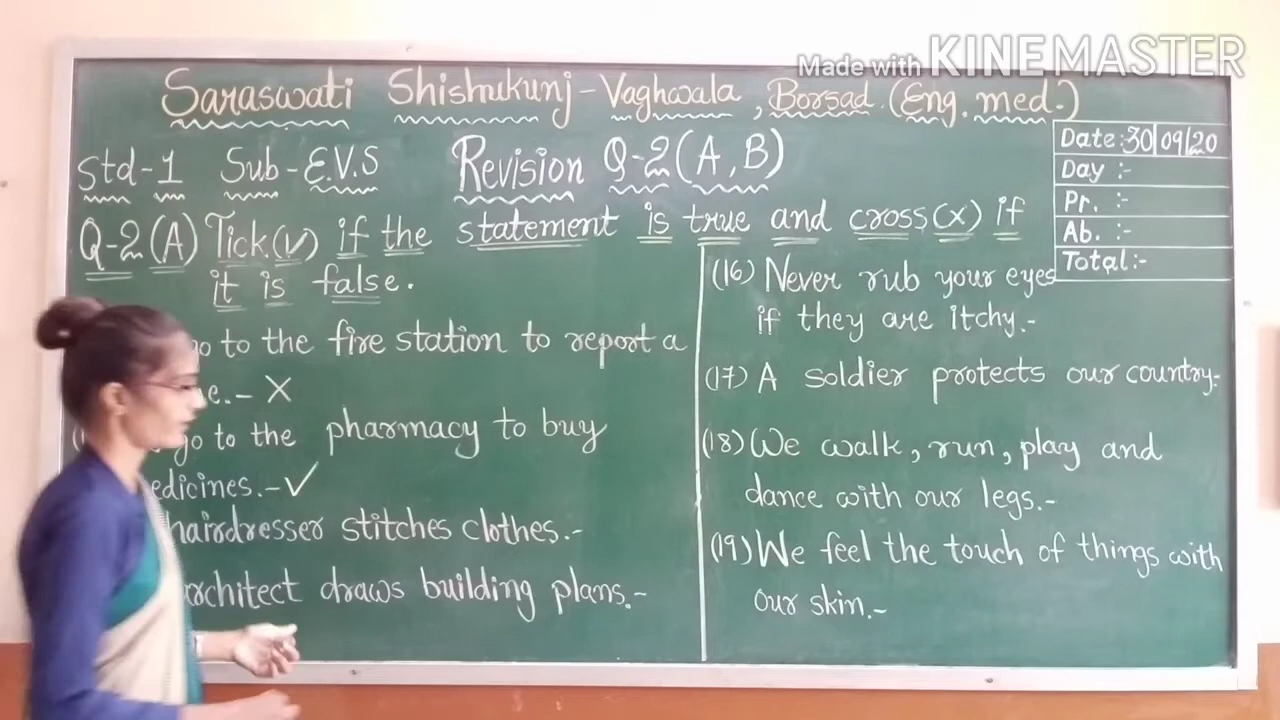 Made with KINEMASTER
Saraswati Shishukunj-Vaghwala, Borsad. (Eng. med.)
Std-1 Sub-E.V.S Revision Q-2(A, B)
Date:30|09|20
Day :-
Pr. :-
Ab. :-
Total:-
Q-2(A) Tick(✓) if the statement is true and cross(x) if
it is false.
go to the fire station to report a
e.- X
go to the pharmacy to buy
edicines.-✓
hairdresser stitches clothes.-
architect draws building plans.-
(16) Never rub your eyes
if they are itchy.-
(17) A soldier protects our country.-
(18) We walk, run, play and
dance with our legs.-
(19) We feel the touch of things with
our skin.-